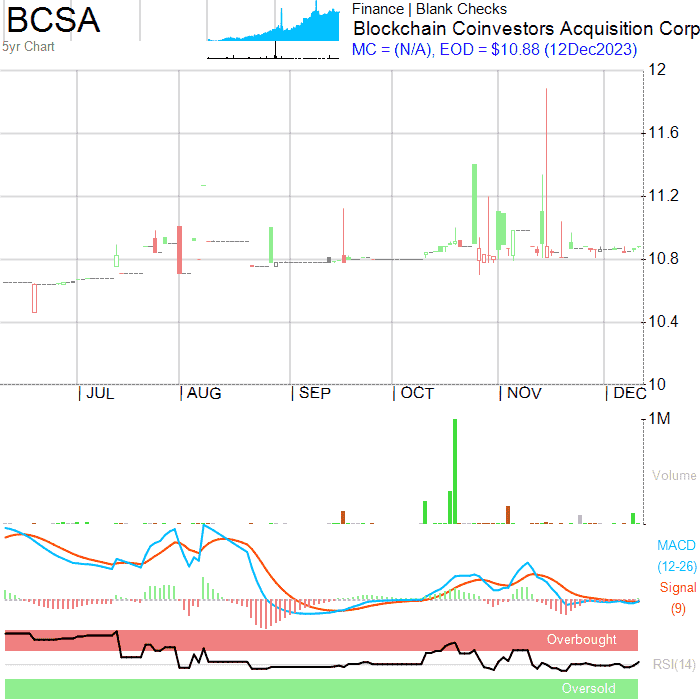 BCSA
5yr Chart
Finance | Blank Checks
Blockchain Coinvestors Acquisition Corp
MC = (N/A), EOD = $10.88 (12Dec2023)
12
11.6
11.2
10.8
10.4
10
JUL
AUG
SEP
OCT
NOV
DEC
1M
Volume
MACD
(12-26)
Signal
(9)
Overbought
RSI(14)
Oversold